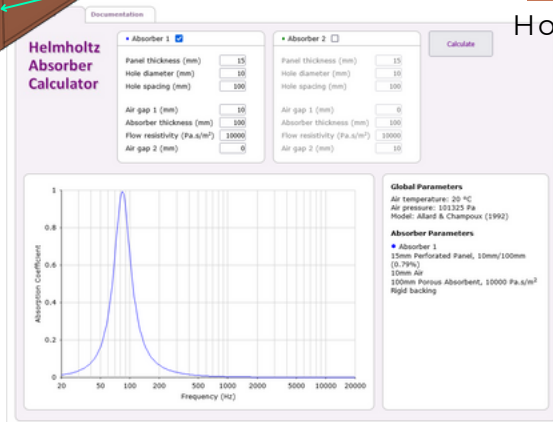 Documentation
Ho
Helmholtz
Absorber
Calculator
Absorber 1
Panel thickness (mm) 15
Hole diameter (mm) 10
Hole spacing (mm) 100
Air gap 1 (mm) 10
Absorber thickness (mm) 100
Flow resistivity (Pa.s/m²) 10000
Air gap 2 (mm) 0
Absorber 2
Panel thickness (mm) 15
Hole diameter (mm) 10
Hole spacing (mm) 100
Air gap 1 (mm) 0
Absorber thickness (mm) 100
Flow resistivity (Pa.s/m²) 10000
Air gap 2 (mm) 10
Calculate
Absorption Coefficient
1
0.8
0.6
0.4
0.2
0
20 50 100 200 500 1000 2000 5000 10000 20000
Frequency (Hz)
Global Parameters
Air temperature: 20 ºC
Air pressure: 101325 Pa
Model: Allard & Champoux (1992)
Absorber Parameters
Absorber 1
15mm Perforated Panel, 10mm/100mm
(0.79%)
10mm Air
100mm Porous Absorbent, 10000 Pa.s/m²
Rigid backing